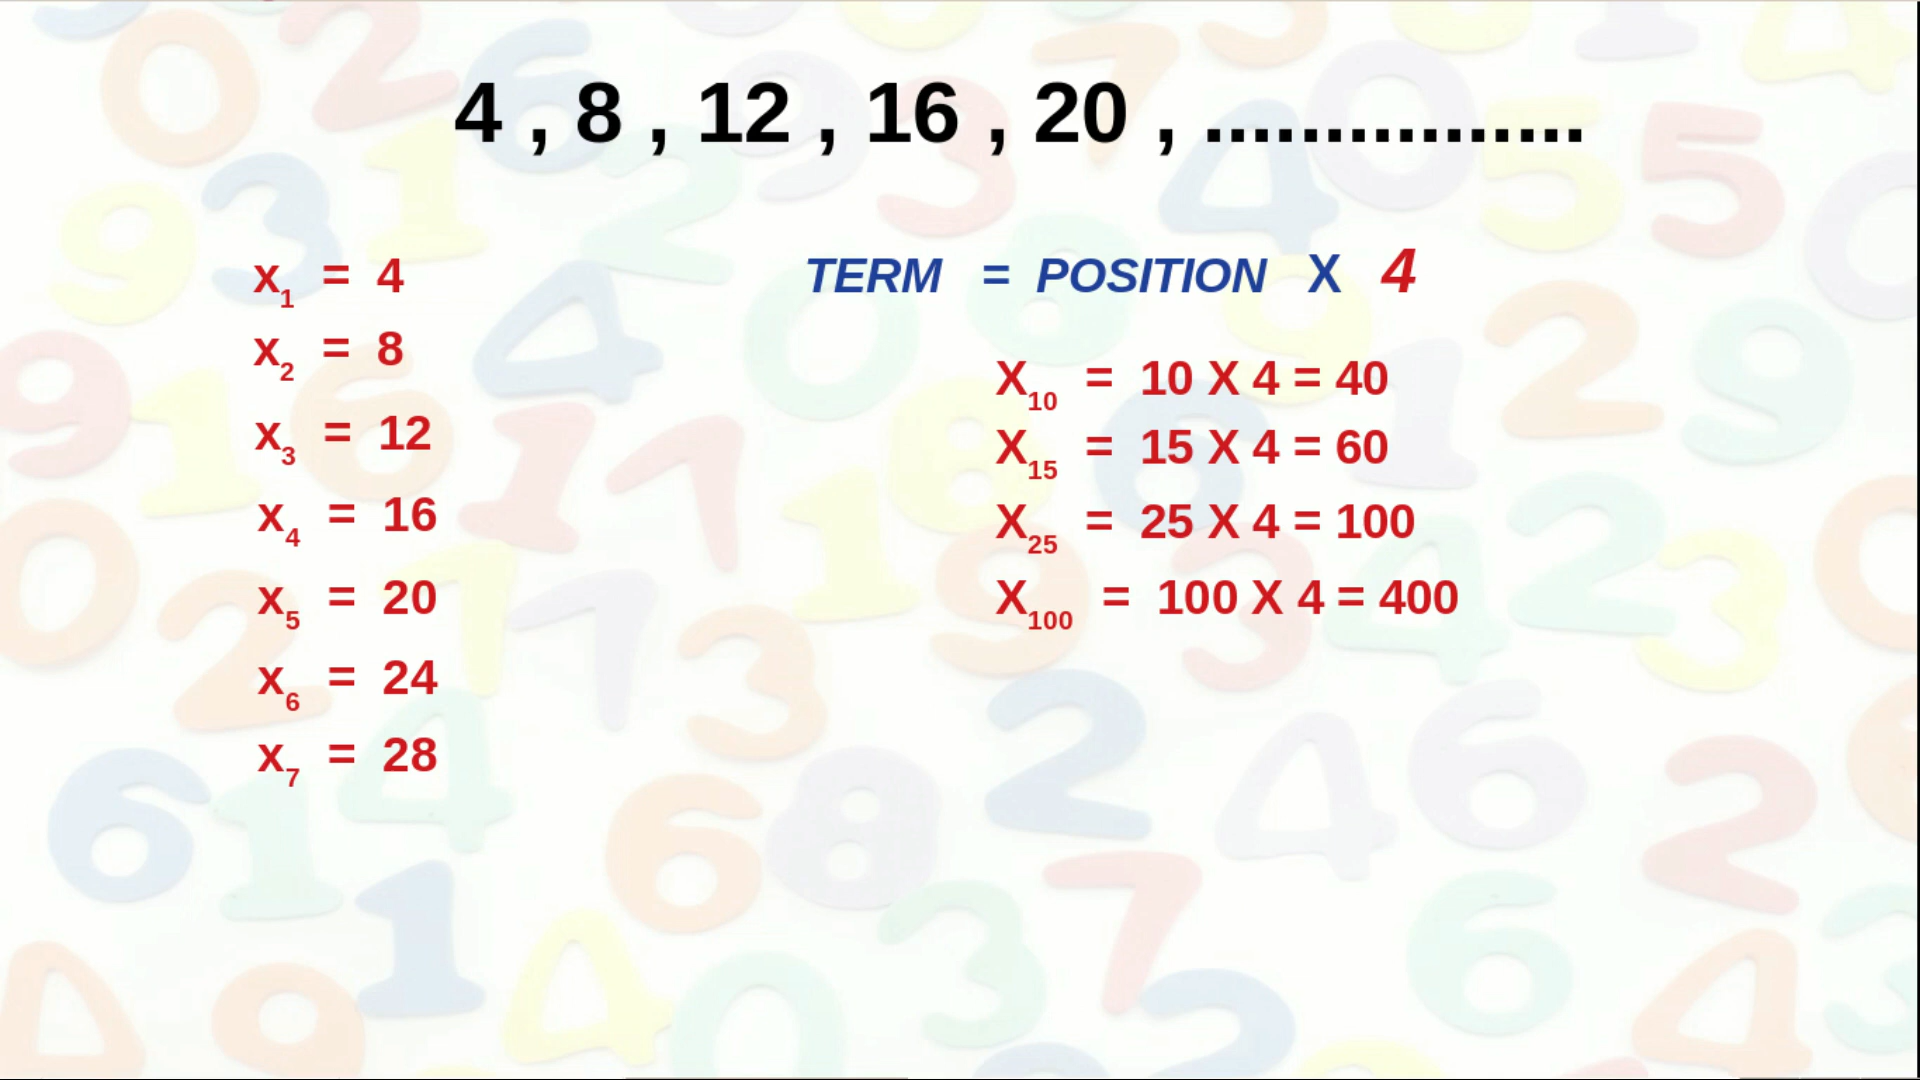 4 , 8 , 12 , 16 , 20 , ................
x1 = 4
x2 = 8
x3 = 12
x4 = 16
x5 = 20
x6 = 24
x7 = 28
TERM = POSITION X 4
X10 = 10 X 4 = 40
X15 = 15 X 4 = 60
X25 = 25 X 4 = 100
X100 = 100 X 4 = 400